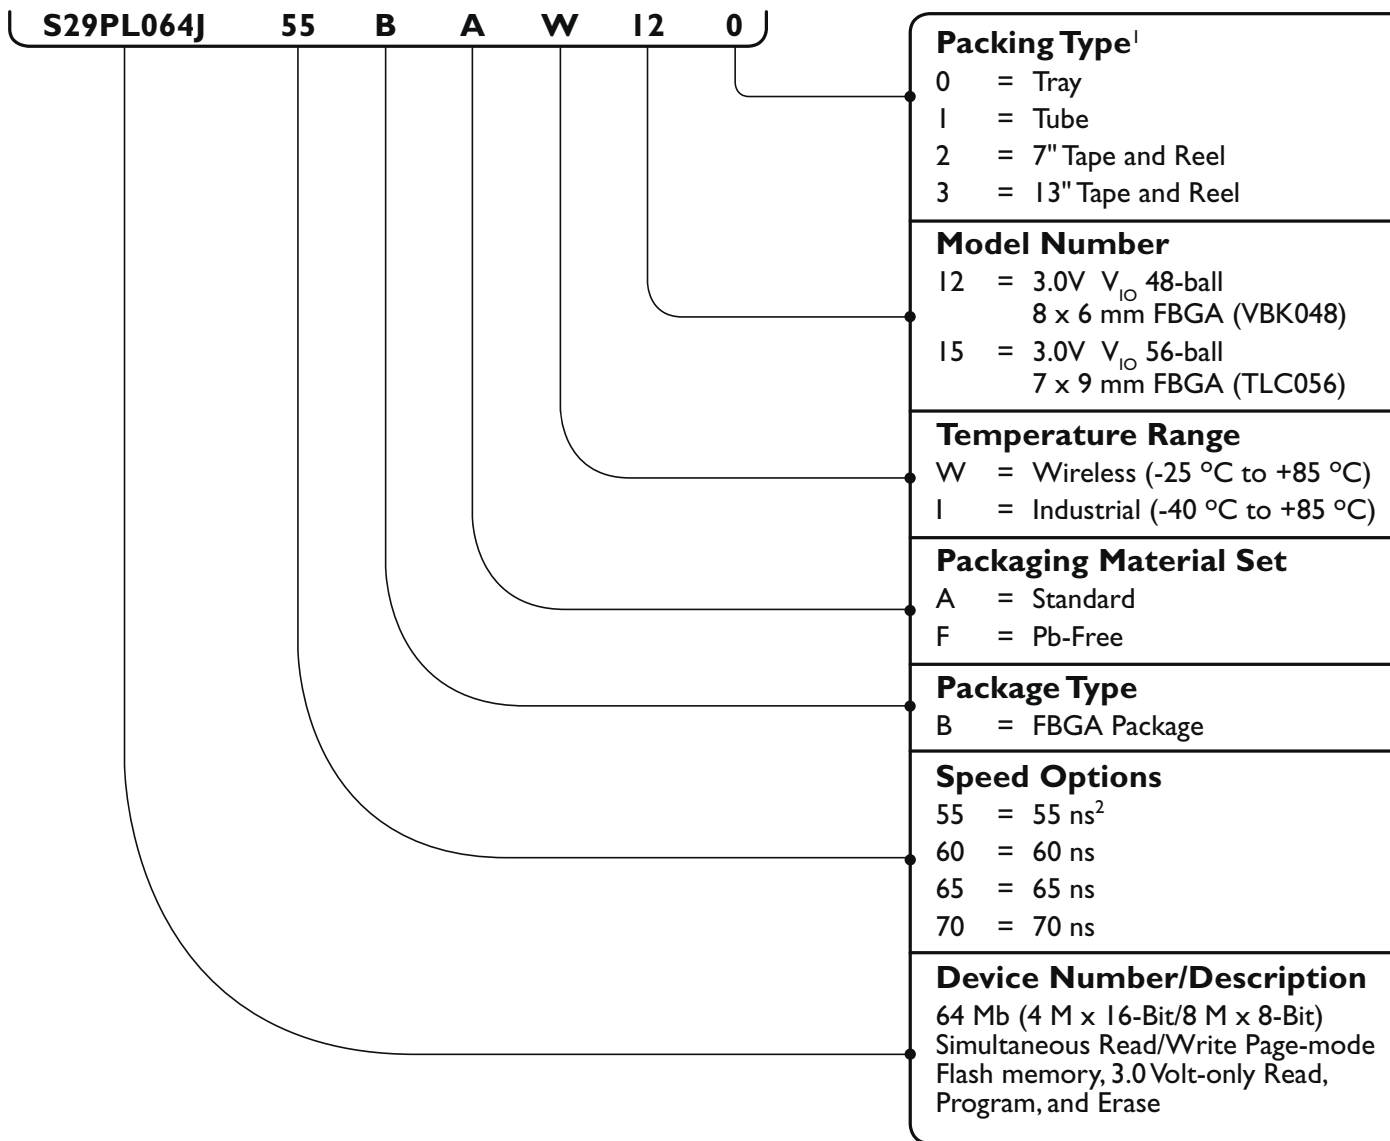 S29PL064J 55 B A W 12 0
Packing Type1
0 = Tray
1 = Tube
2 = 7" Tape and Reel
3 = 13" Tape and Reel
Model Number
12 = 3.0V VIO 48-ball
8 x 6 mm FBGA (VBK048)
15 = 3.0V VIO 56-ball
7 x 9 mm FBGA (TLC056)
Temperature Range
W = Wireless (-25 ºC to +85 ºC)
I = Industrial (-40 ºC to +85 ºC)
Packaging Material Set
A = Standard
F = Pb-Free
Package Type
B = FBGA Package
Speed Options
55 = 55 ns2
60 = 60 ns
65 = 65 ns
70 = 70 ns
Device Number/Description
64 Mb (4 M x 16-Bit/8 M x 8-Bit)
Simultaneous Read/Write Page-mode
Flash memory, 3.0 Volt-only Read,
Program, and Erase